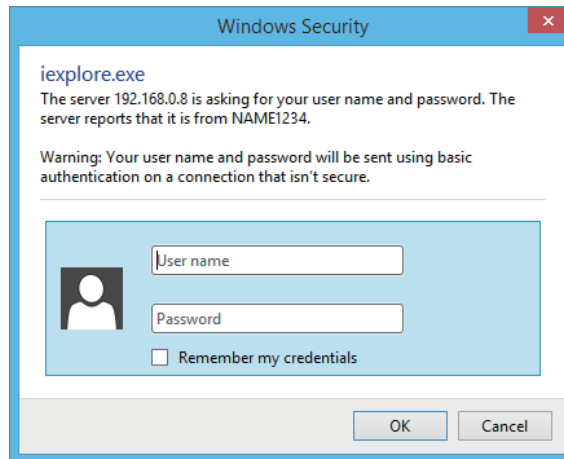 Windows Security
iexplore.exe
The server 192.168.0.8 is asking for your user name and password. The
server reports that it is from NAME1234.
Warning: Your user name and password will be sent using basic
authentication on a connection that isn't secure.
User name
Password
Remember my credentials
OK Cancel